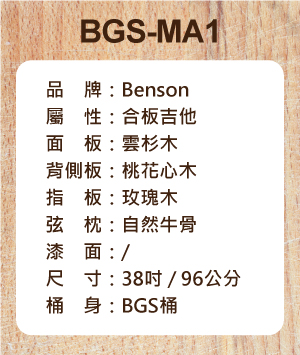 BGS-MA1
品　牌：Benson
屬　性：合板吉他
面　板：雲杉木
背側板：桃花心木
指　板：玫瑰木
弦　枕：自然牛骨
漆　面：/
尺　寸：38吋 / 96公分
桶　身：BGS桶